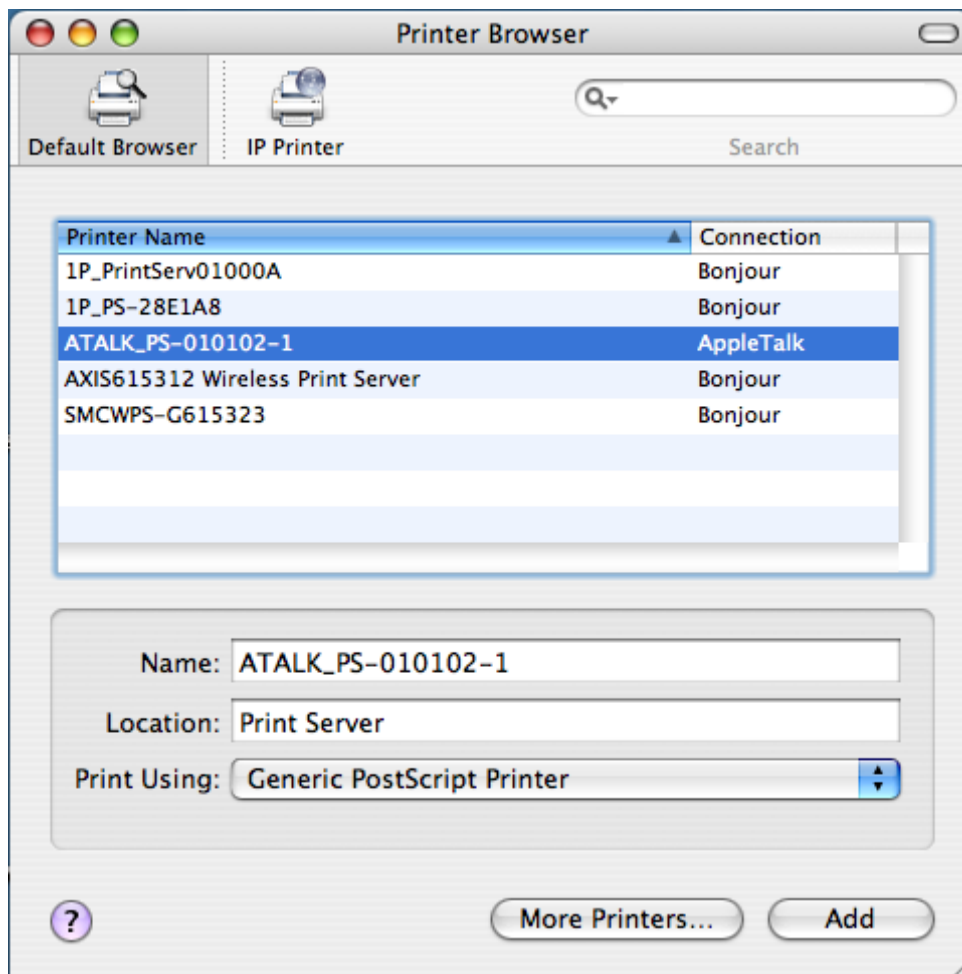 Printer Browser
Default Browser
IP Printer
Search
Printer Name Connection
1P_PrintServ01000A Bonjour
1P_PS-28E1A8 Bonjour
ATALK_PS-010102-1 AppleTalk
AXIS615312 Wireless Print Server Bonjour
SMCWPS-G615323 Bonjour
Name: ATALK_PS-010102-1
Location: Print Server
Print Using: Generic PostScript Printer
? More Printers... Add